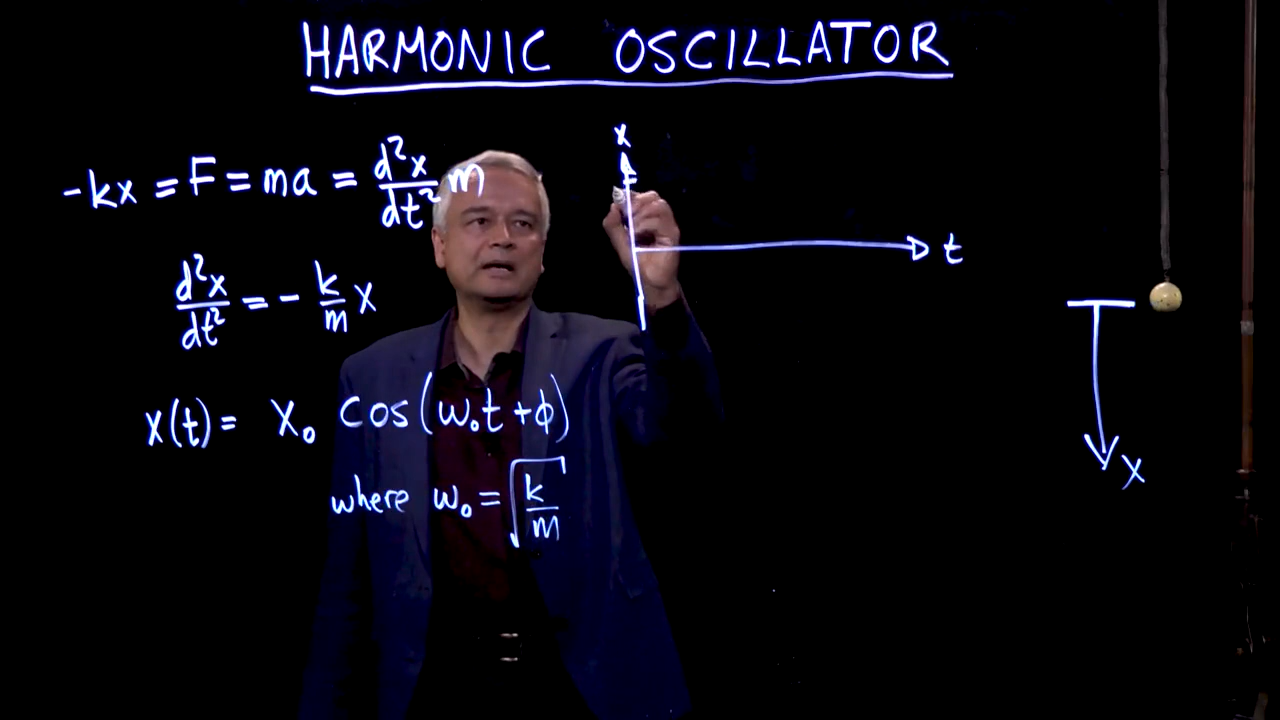 HARMONIC OSCILLATOR
-kx = F = ma = d²x/dt² m
d²x/dt² = - k/m x
x(t) = x₀ cos(ω₀t + ϕ)
where ω₀ = √(k/m)
x
t
x